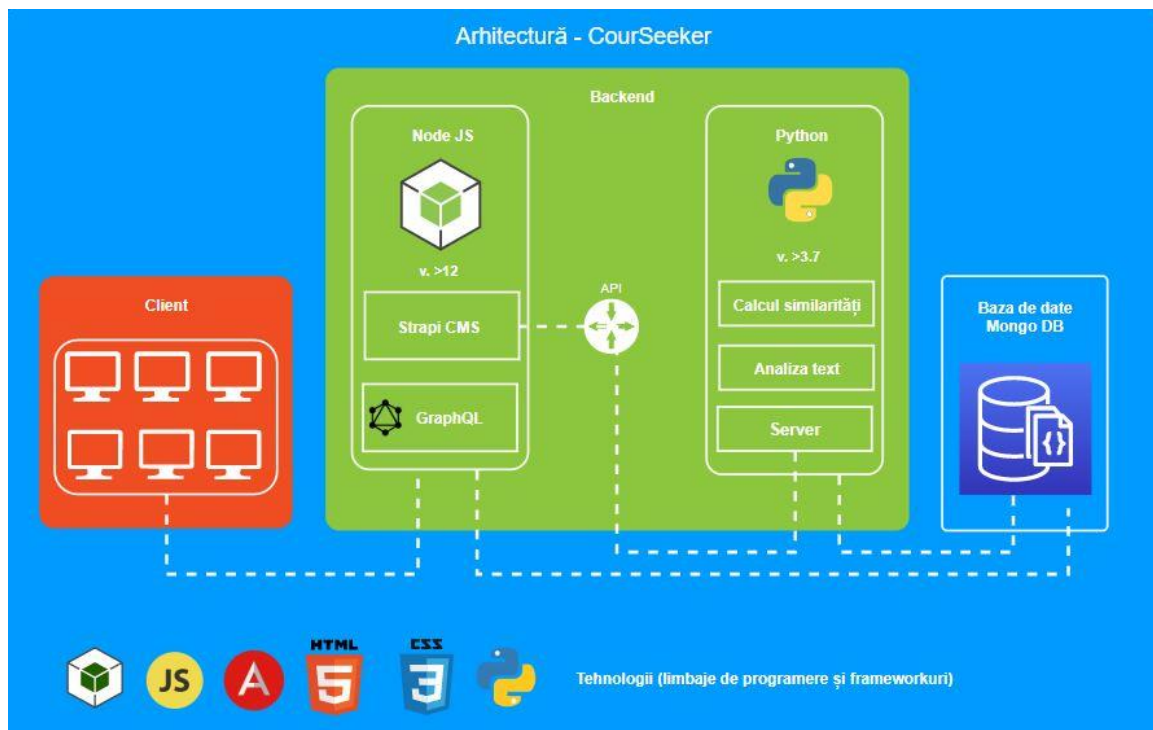 Arhitectură - CourSeeker
Backend
Node JS
v. >12
Strapi CMS
GraphQL
API
Python
v. >3.7
Calcul similarități
Analiza text
Server
Client
Baza de date
Mongo DB
{}
JS
A
HTML
5
CSS
3
Tehnologii (limbaje de programere și frameworkuri)